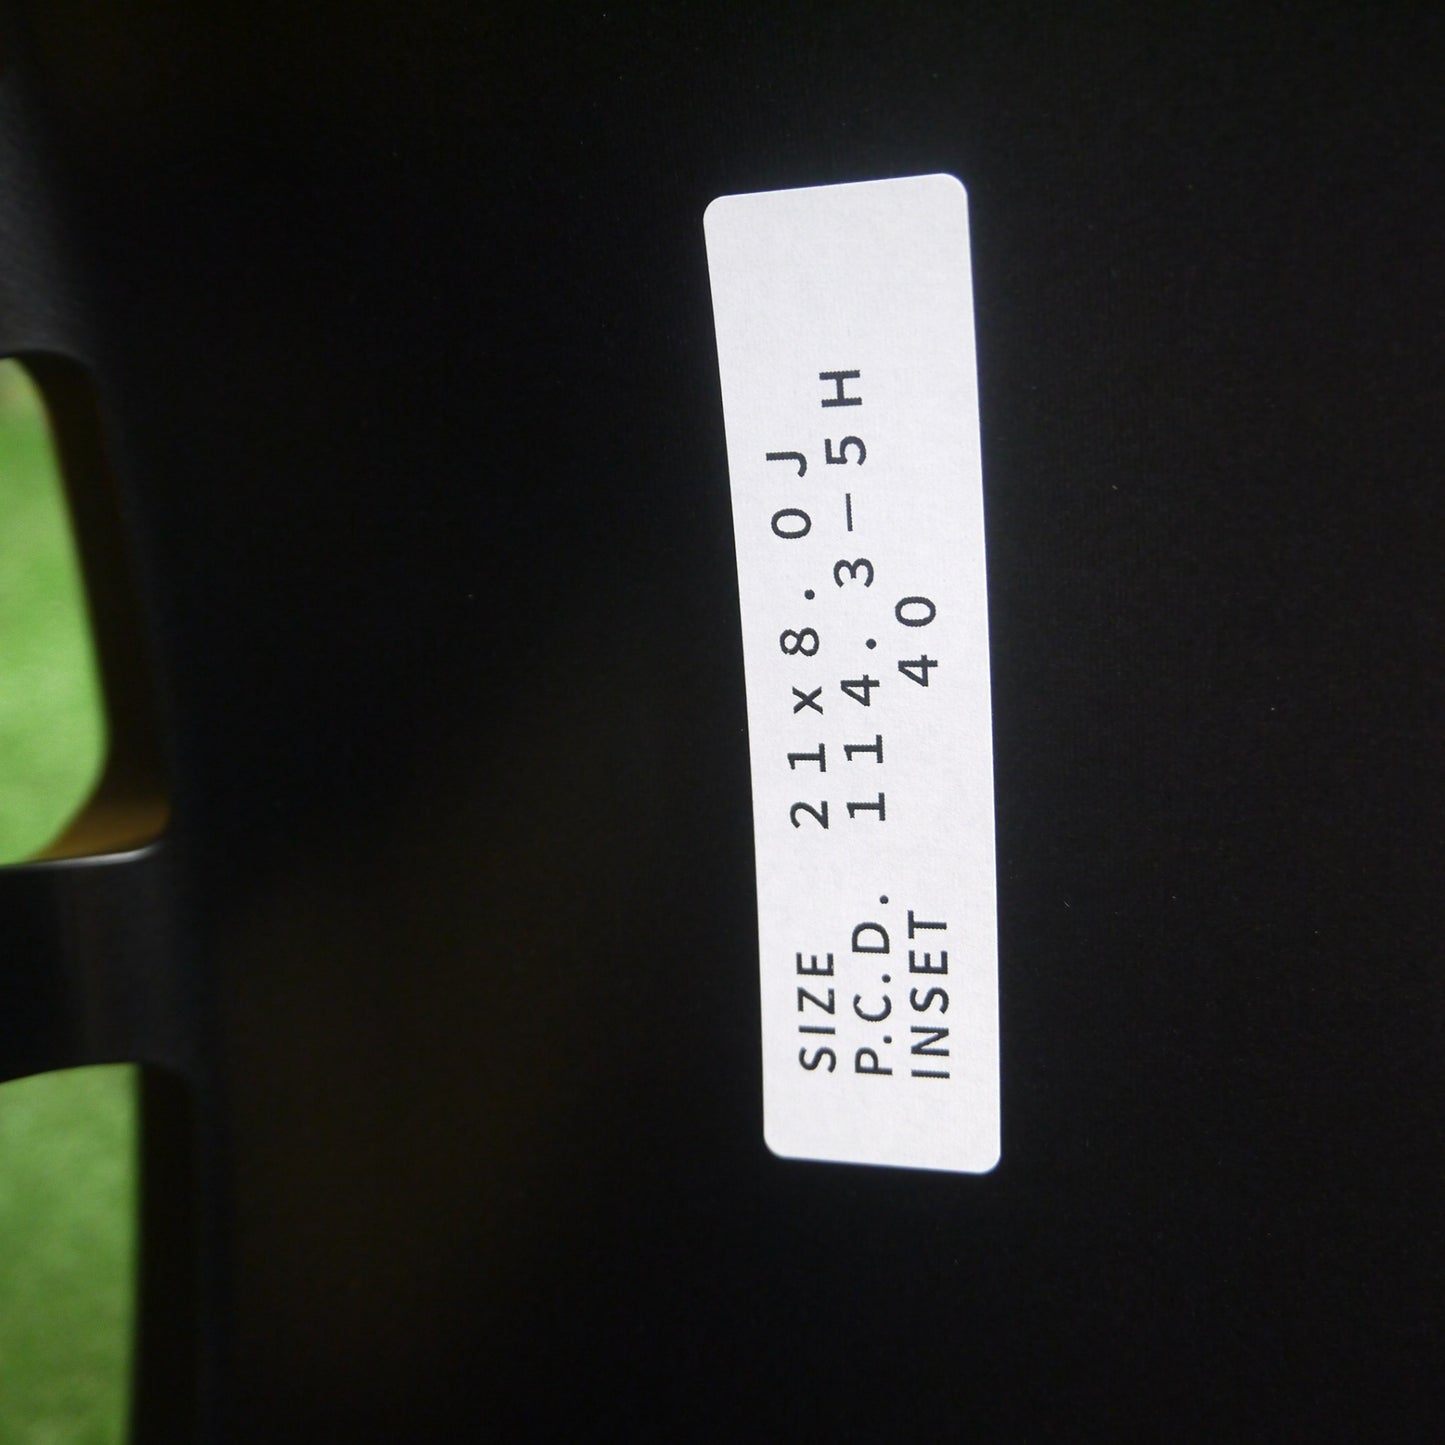 SIZE 21x8.0J
P.C.D. 114.3-5H
INSET 40